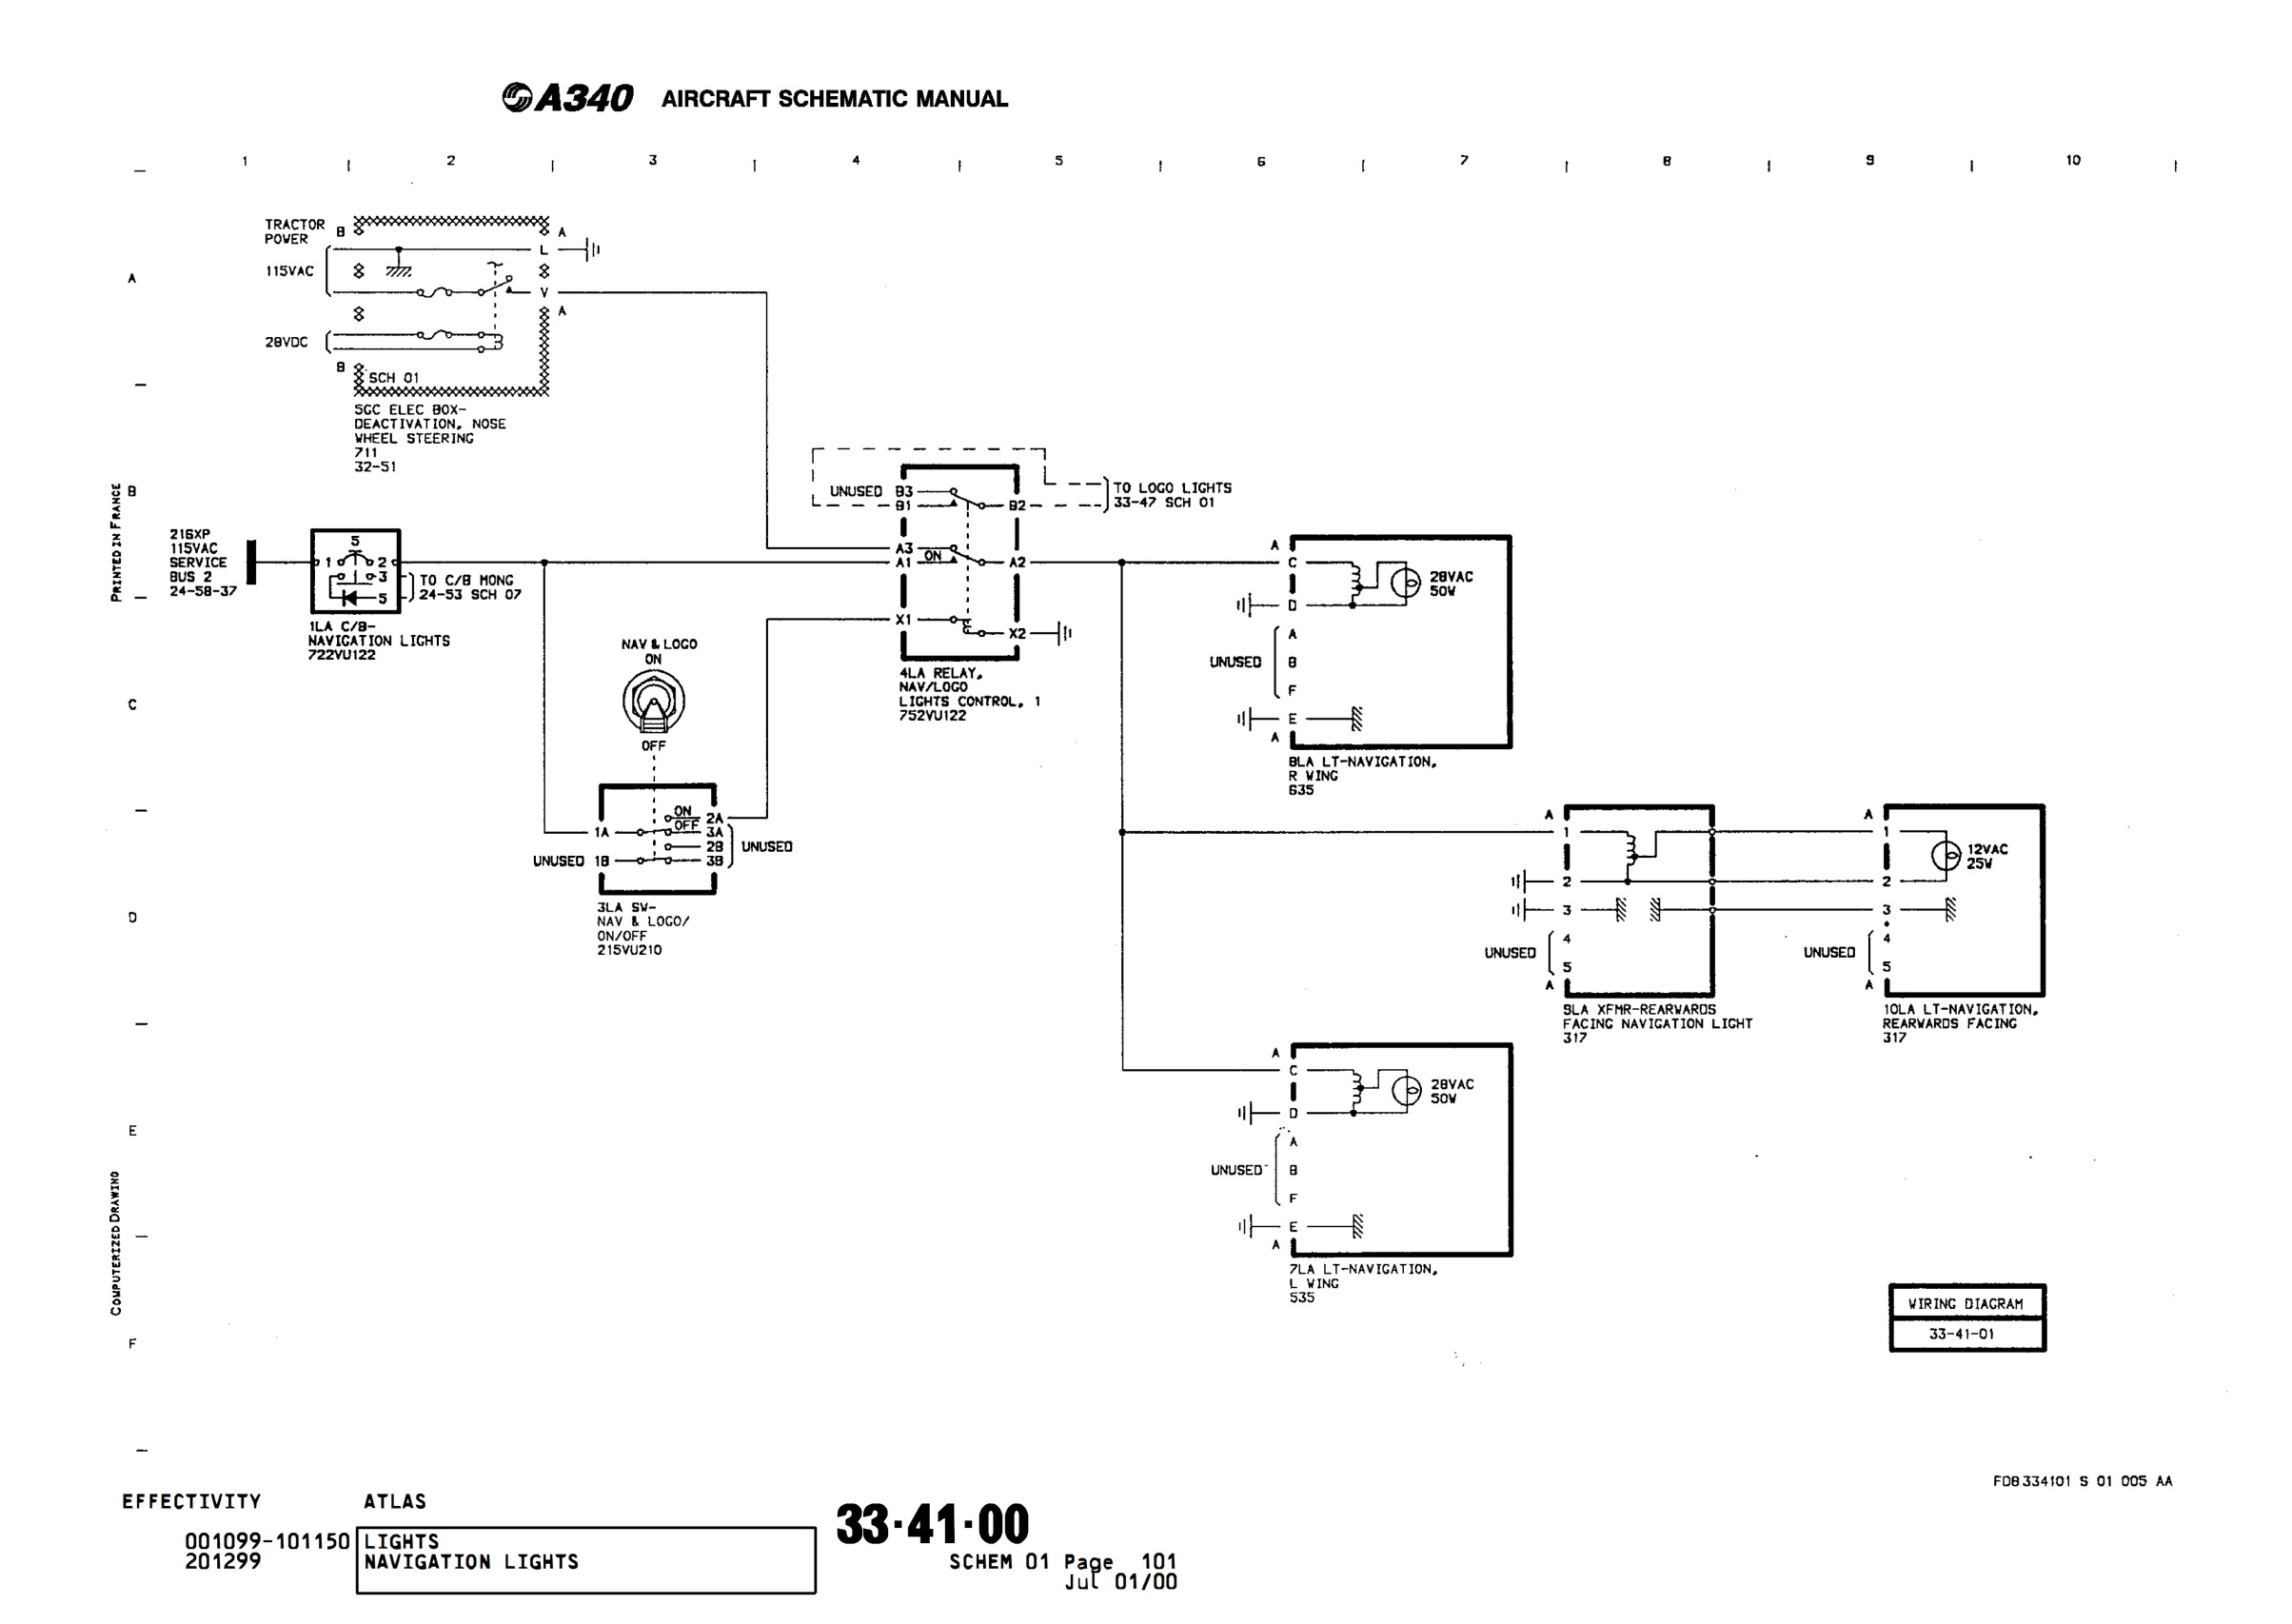 A340 AIRCRAFT SCHEMATIC MANUAL
1 2 3 4 5 6 7 8 9 10
A
B
C
D
E
F
PRINTED IN FRANCE
COMPUTERIZED DRAWING
TRACTOR
POWER
B
A
L
115VAC
V
A
28VDC
B
SCH 01
5GC ELEC BOX-
DEACTIVATION, NOSE
WHEEL STEERING
711
32-51
216XP
115VAC
SERVICE
BUS 2
24-58-37
5
1
2
3
5
TO C/B MONG
24-53 SCH 07
1LA C/B-
NAVIGATION LIGHTS
722VU122
NAV & LOGO
ON
OFF
ON
OFF
1A
2A
3A
2B
3B
UNUSED
UNUSED 1B
3LA SW-
NAV & LOGO/
ON/OFF
215VU210
UNUSED B3
B1
B2
TO LOGO LIGHTS
33-47 SCH 01
A3
ON
A1
A2
X1
X2
4LA RELAY,
NAV/LOGO
LIGHTS CONTROL, 1
752VU122
A
C
28VAC
50W
D
A
UNUSED
B
F
E
A
8LA LT-NAVIGATION,
R WING
635
A
1
2
3
UNUSED
4
5
A
9LA XFMR-REARWARDS
FACING NAVIGATION LIGHT
317
A
1
12VAC
25W
2
3
UNUSED
4
5
A
10LA LT-NAVIGATION,
REARWARDS FACING
317
A
C
28VAC
50W
D
A
UNUSED
B
F
E
A
7LA LT-NAVIGATION,
L WING
535
WIRING DIAGRAM
33-41-01
FDB334101 S 01 005 AA
EFFECTIVITY ATLAS
001099-101150 LIGHTS
201299 NAVIGATION LIGHTS
33·41·00
SCHEM 01 Page 101
Jul 01/00